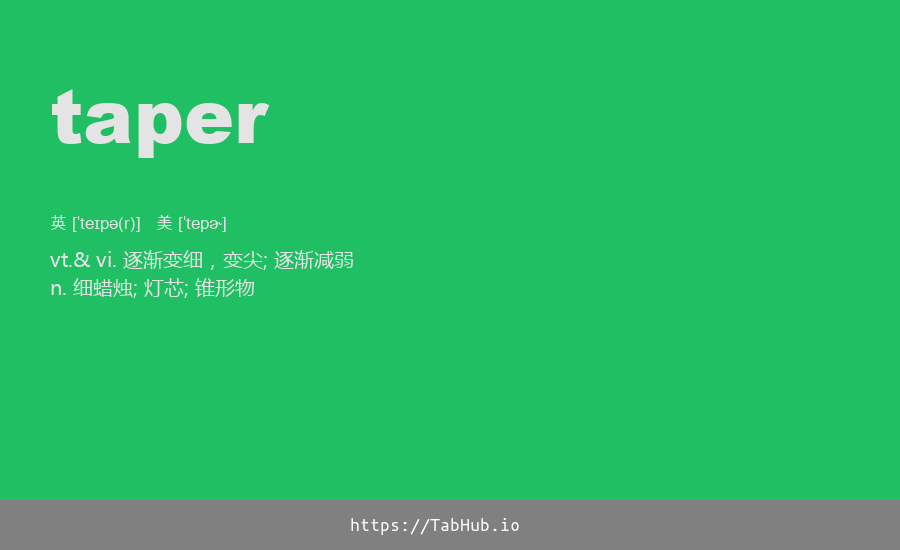 taper
英 [ˈteɪpə(r)] 美 [ˈtepɚ]
vt.& vi. 逐渐变细，变尖; 逐渐减弱
n. 细蜡烛; 灯芯; 锥形物
https://TabHub.io